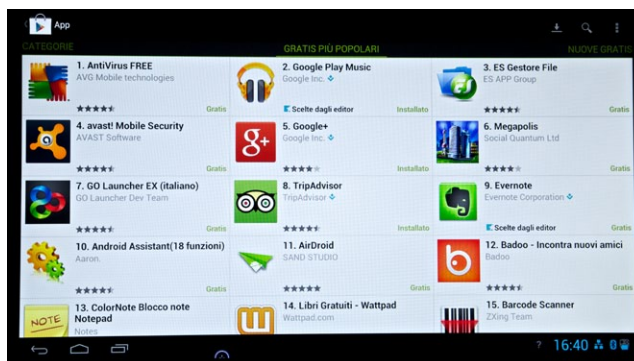 App
CATEGORIE
GRATIS PIÙ POPOLARI
NUOVE GRATIS
1. AntiVirus FREE
AVG Mobile technologies
Gratis
2. Google Play Music
Google Inc.
Scelte dagli editor
Installato
3. ES Gestore File
ES APP Group
Gratis
4. avast! Mobile Security
AVAST Software
Gratis
5. Google+
Google Inc.
Installato
6. Megapolis
Social Quantum Ltd
Gratis
7. GO Launcher EX (italiano)
GO Launcher Dev Team
Gratis
8. TripAdvisor
TripAdvisor
Installato
9. Evernote
Evernote Corporation
Scelte dagli editor
Gratis
10. Android Assistant(18 funzioni)
Aaron.
Gratis
11. AirDroid
SAND STUDIO
Gratis
12. Badoo - Incontra nuovi amici
Badoo
Gratis
NOTE
13. ColorNote Blocco note
Notepad
Notes
14. Libri Gratuiti - Wattpad
Wattpad.com
15. Barcode Scanner
ZXing Team
? 16:40